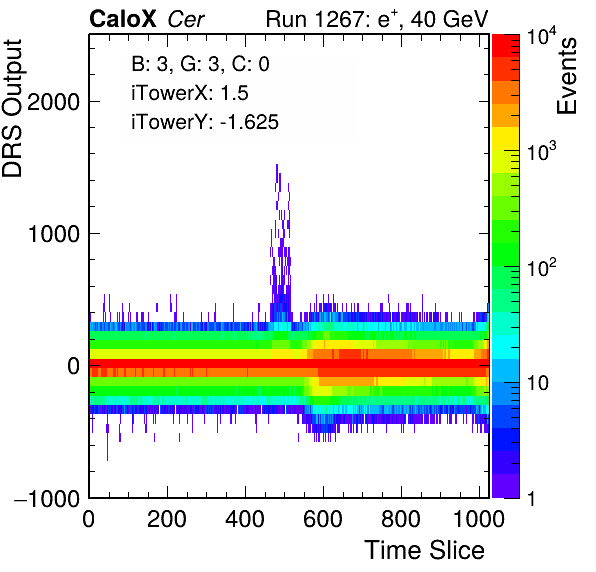 CaloX Cer Run 1267: e⁺, 40 GeV
B: 3, G: 3, C: 0
iTowerX: 1.5
iTowerY: -1.625
DRS Output
2000
1000
0
−1000
0 200 400 600 800 1000
Time Slice
Events
10⁴
10³
10²
10
1